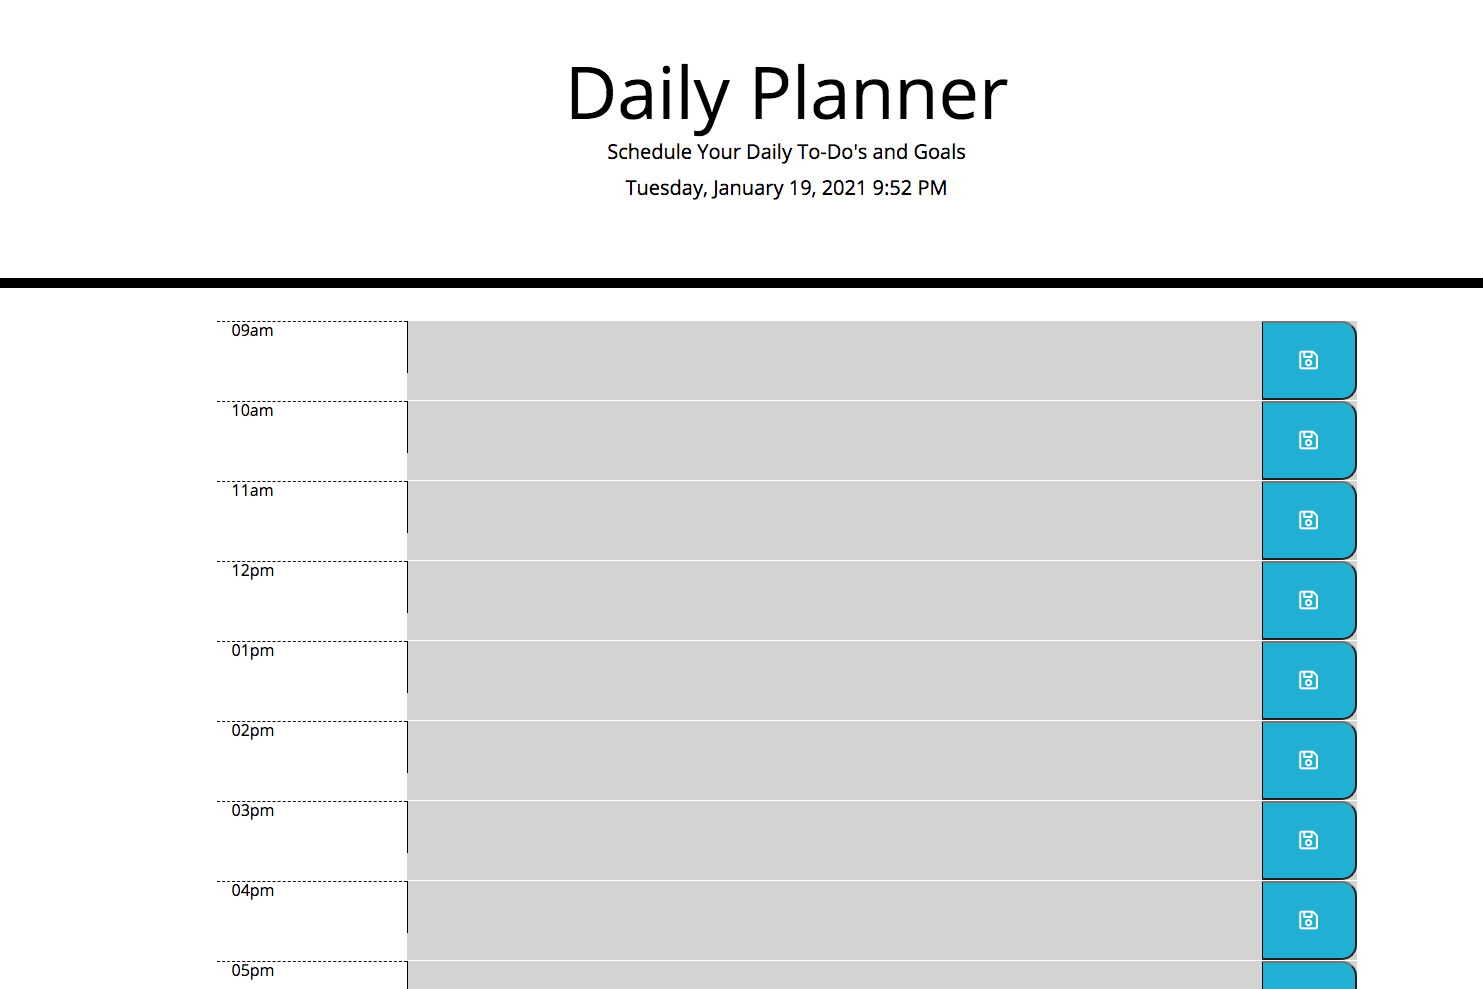 Daily Planner
Schedule Your Daily To-Do's and Goals
Tuesday, January 19, 2021 9:52 PM
09am
10am
11am
12pm
01pm
02pm
03pm
04pm
05pm